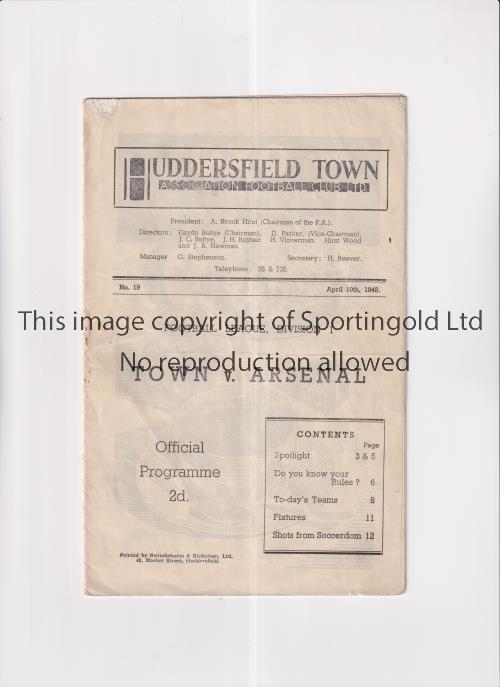 HUDDERSFIELD TOWN
ASSOCIATION FOOTBALL CLUB LTD.
President: A. Brook Hirst (Chairman of the F.A.).
Directors: Haydn Battye (Chairman), D. Parker, (Vice-Chairman),
J. C. Battye, J. H. Rayner H. Vickerman, Hirst Wood
and J. B. Newman.
Manager G. Stephenson. Secretary: H. Beever.
Telephone: 35 & 735
No. 19 April 10th, 1948.
This image copyright of Sportingold Ltd
FOOTBALL LEAGUE, DIVISION I
No reproduction allowed
TOWN v. ARSENAL
Official
Programme
2d.
CONTENTS
Page
Spotlight 3 & 5
Do you know your
Rules ? 6
To-day's Teams 8
Fixtures 11
Shots from Soccerdom 12
Printed by Swindlehurst & Nicholson, Ltd.
42, Market Street, Huddersfield.